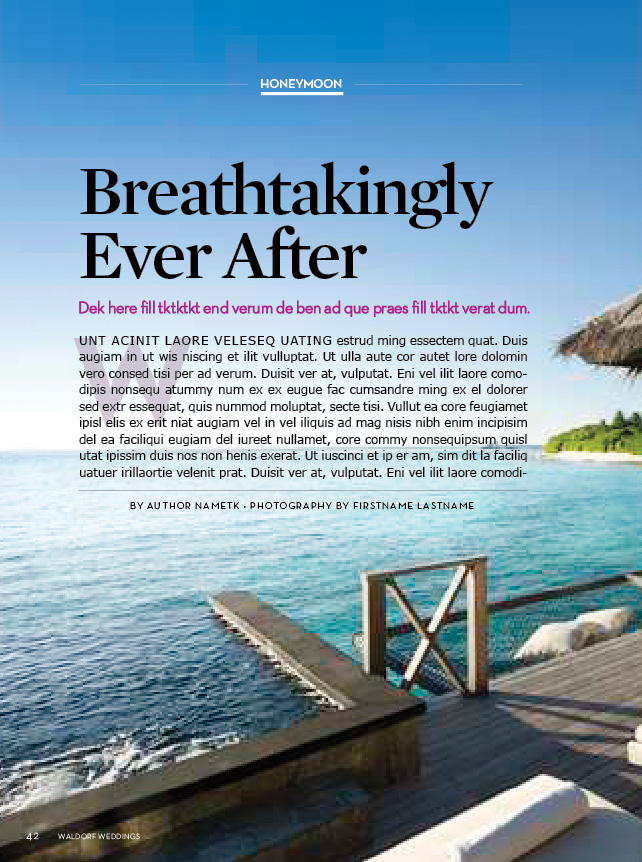 HONEYMOON
Breathtakingly
Ever After
Dek here fill tktktkt end verum de ben ad que praes fill tktkt verat dum.
W
UNT ACINIT LAORE VELESEQ UATING estrud ming essectem quat. Duis
augiam in ut wis niscing et ilit vulluptat. Ut ulla aute cor autet lore dolomin
vero consed tisi per ad verum. Duisit ver at, vulputat. Eni vel ilit laore como-
dipis nonsequ atummy num ex ex eugue fac cumsandre ming ex el dolorer
sed extr essequat, quis nummod moluptat, secte tisi. Vullut ea core feugiamet
ipisl elis ex erit niat augiam vel in vel iliquis ad mag nisis nibh enim incipisim
del ea faciliqui eugiam del iureet nullamet, core commy nonsequipsum quisl
utat ipissim duis nos non henis exerat. Ut iuscinci et ip er am, sim dit la faciliq
uatuer irillaortie velenit prat. Duisit ver at, vulputat. Eni vel ilit laore comodi-
BY AUTHOR NAMETK • PHOTOGRAPHY BY FIRSTNAME LASTNAME
42 WALDORF WEDDINGS